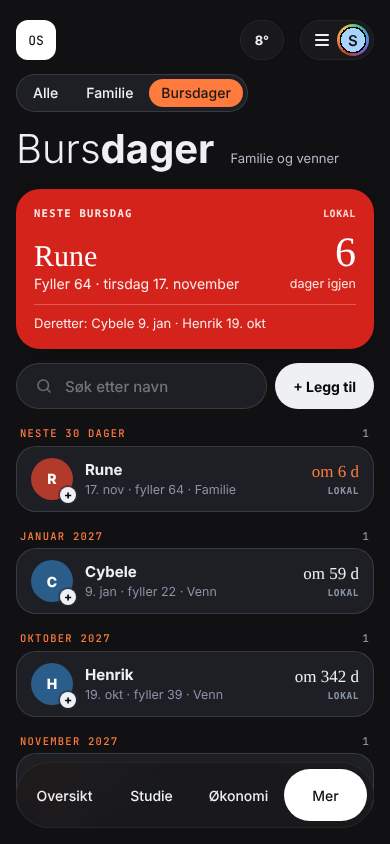 OS
8°
S
Alle Familie Bursdager
Bursdager Familie og venner
NESTE BURSDAG LOKAL
Rune 6
Fyller 64 · tirsdag 17. november dager igjen
Deretter: Cybele 9. jan · Henrik 19. okt
Søk etter navn + Legg til
NESTE 30 DAGER 1
R + Rune om 6 d
17. nov · fyller 64 · Familie LOKAL
JANUAR 2027 1
C + Cybele om 59 d
9. jan · fyller 22 · Venn LOKAL
OKTOBER 2027 1
H + Henrik om 342 d
19. okt · fyller 39 · Venn LOKAL
NOVEMBER 2027 1
Oversikt Studie Økonomi Mer